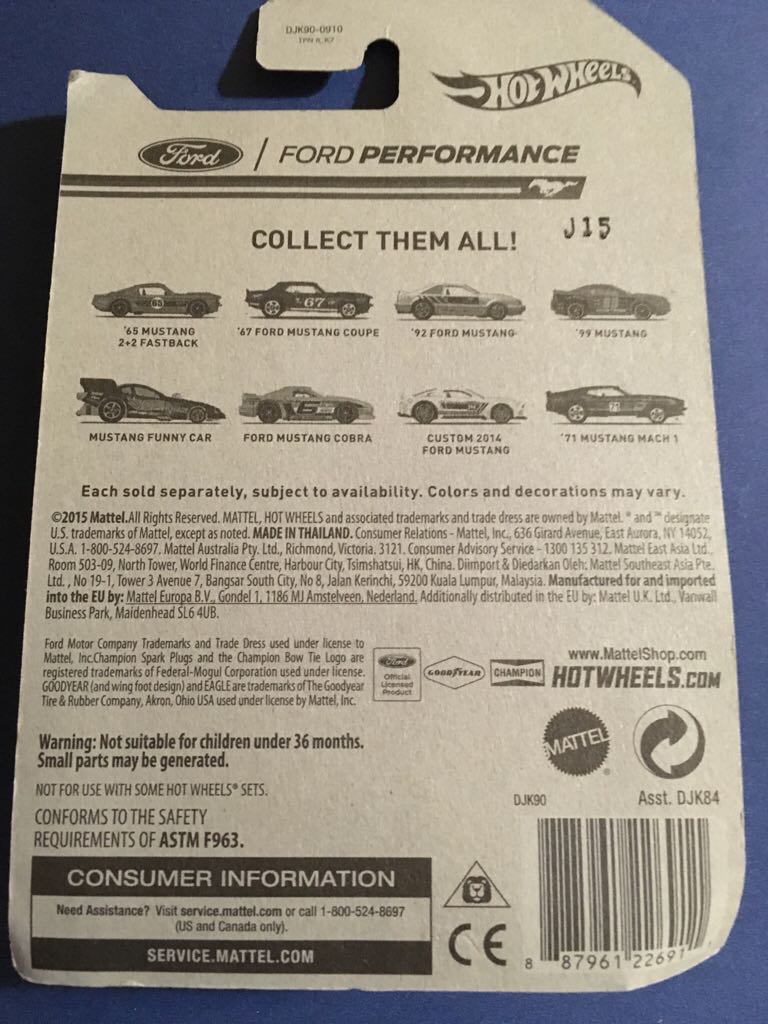 DJK90-0910
HOT WHEELS
Ford / FORD PERFORMANCE
COLLECT THEM ALL! J15
'65 MUSTANG
2+2 FASTBACK
'67 FORD MUSTANG COUPE
'92 FORD MUSTANG
'99 MUSTANG
MUSTANG FUNNY CAR
FORD MUSTANG COBRA
CUSTOM 2014
FORD MUSTANG
'71 MUSTANG MACH 1
Each sold separately, subject to availability. Colors and decorations may vary.
©2015 Mattel.All Rights Reserved. MATTEL, HOT WHEELS and associated trademarks and trade dress are owned by Mattel. ® and ™ designate
U.S. trademarks of Mattel, except as noted. MADE IN THAILAND. Consumer Relations - Mattel, Inc., 636 Girard Avenue, East Aurora, NY 14052,
U.S.A. 1-800-524-8697. Mattel Australia Pty. Ltd., Richmond, Victoria. 3121. Consumer Advisory Service - 1300 135 312. Mattel East Asia Ltd.,
Room 503-09, North Tower, World Finance Centre, Harbour City, Tsimshatsui, HK, China. Diimport & Diedarkan Oleh: Mattel Southeast Asia Pte.
Ltd., No 19-1, Tower 3 Avenue 7, Bangsar South City, No 8, Jalan Kerinchi, 59200 Kuala Lumpur, Malaysia. Manufactured for and imported
into the EU by: Mattel Europa B.V., Gondel 1, 1186 MJ Amstelveen, Nederland. Additionally distributed in the EU by: Mattel U.K. Ltd., Vanwall
Business Park, Maidenhead SL6 4UB.
Ford Motor Company Trademarks and Trade Dress used under license to
Mattel, Inc.Champion Spark Plugs and the Champion Bow Tie Logo are
registered trademarks of Federal-Mogul Corporation used under license.
GOODYEAR (and wing foot design) and EAGLE are trademarks of The Goodyear
Tire & Rubber Company, Akron, Ohio USA used under license by Mattel, Inc.
Ford
Official
Licensed
Product
GOODYEAR
CHAMPION
www.MattelShop.com
HOTWHEELS.COM
Warning: Not suitable for children under 36 months.
Small parts may be generated.
NOT FOR USE WITH SOME HOT WHEELS® SETS.
CONFORMS TO THE SAFETY
REQUIREMENTS OF ASTM F963.
MATTEL
DJK90
Asst. DJK84
CONSUMER INFORMATION
Need Assistance? Visit service.mattel.com or call 1-800-524-8697
(US and Canada only).
SERVICE.MATTEL.COM
CE
8 87961 22691